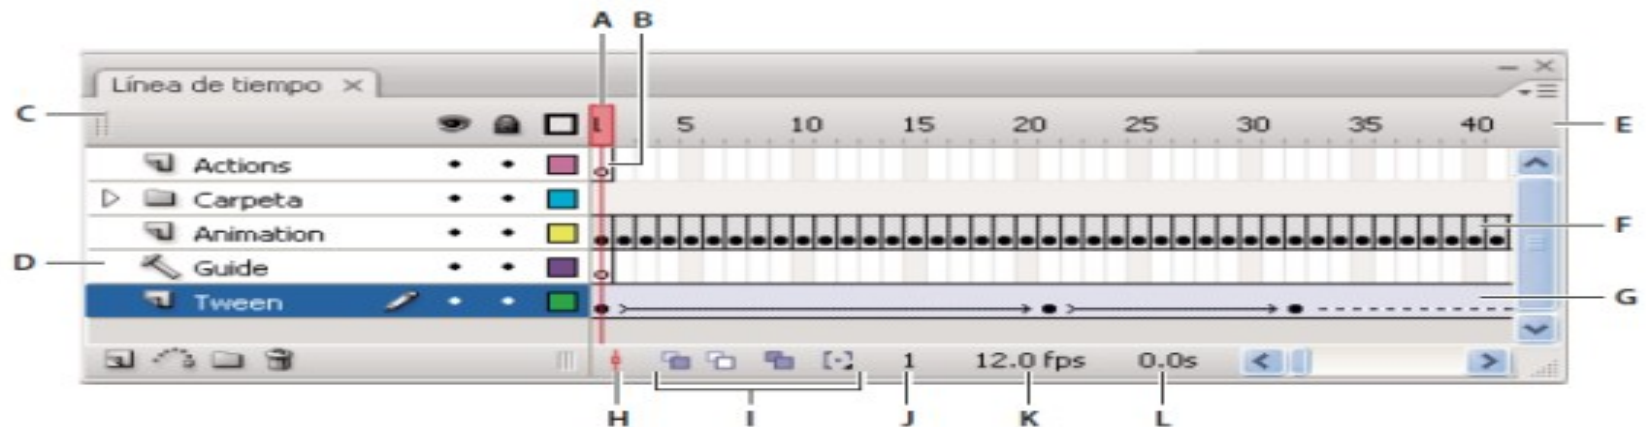 A B
Línea de tiempo
C
1 5 10 15 20 25 30 35 40
E
Actions
Carpeta
Animation
F
D
Guide
Tween
G
1 12.0 fps 0.0s
H I J K L